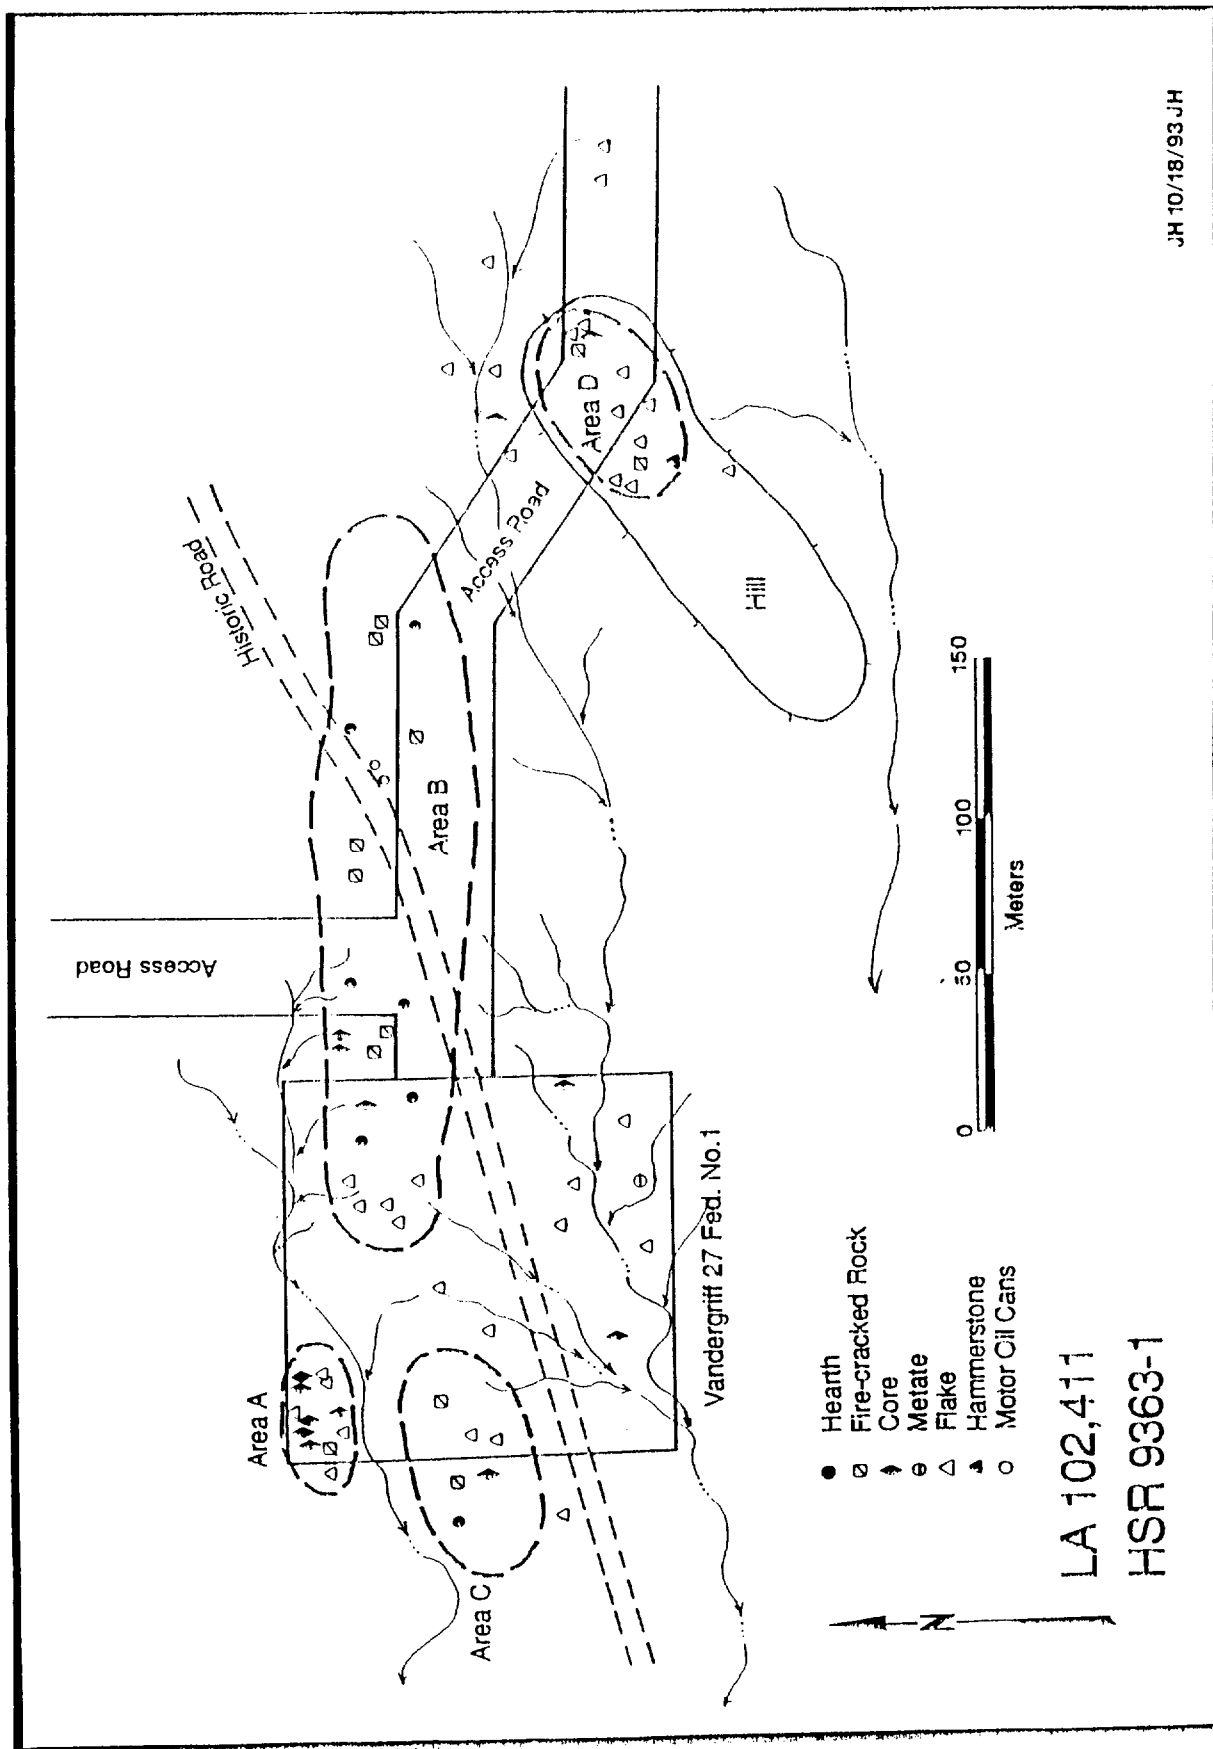 Historic Road
Access Road
Area A
Area B
Access Road
Area D
Area C
Hill
Vandergriff 27 Fed. No.1
Hearth
Fire-cracked Rock
Core
Metate
Flake
Hammerstone
Motor Oil Cans
0
50
100
150
Meters
N
LA 102,411
HSR 9363-1
JH 10/18/93 JH